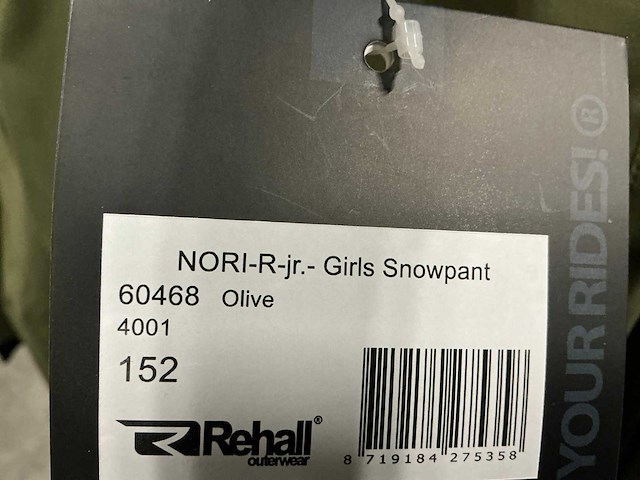 YOUR RIDES!®
NORI-R-jr.- Girls Snowpant
60468 Olive
4001
152
Rehall®
outerwear
8 719184 275358